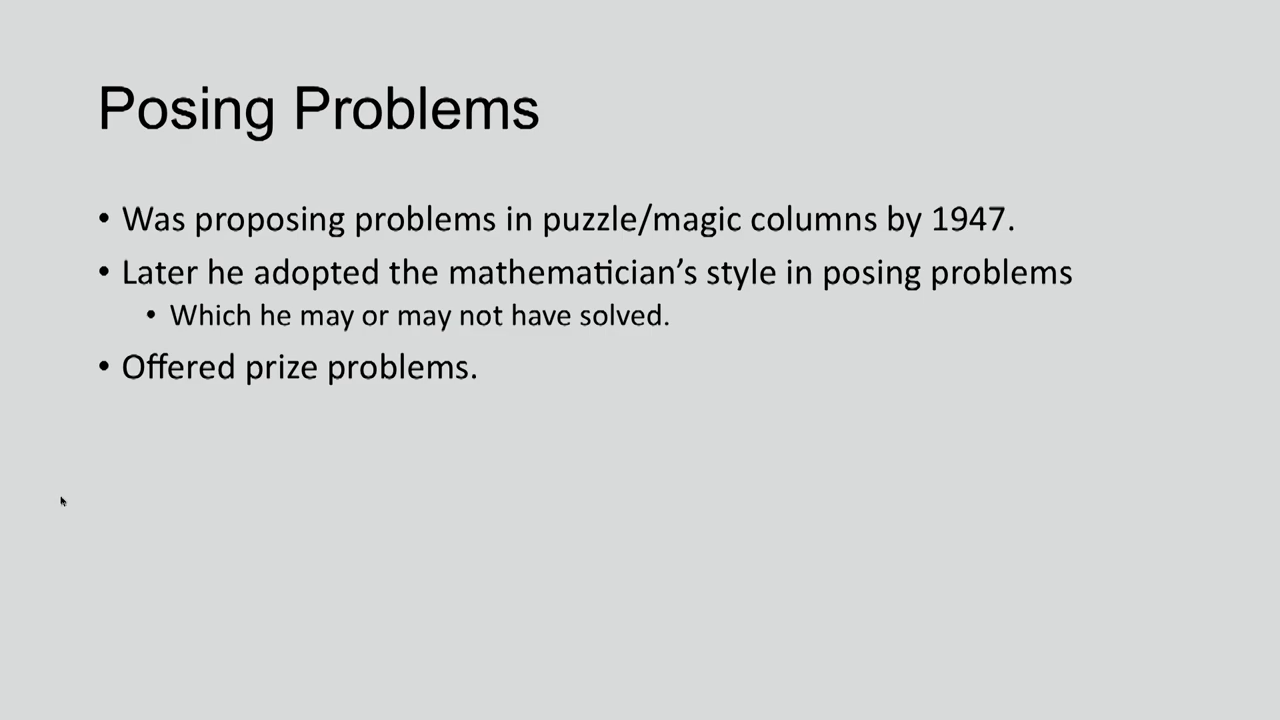 Posing Problems
• Was proposing problems in puzzle/magic columns by 1947.
• Later he adopted the mathematician’s style in posing problems
• Which he may or may not have solved.
• Offered prize problems.